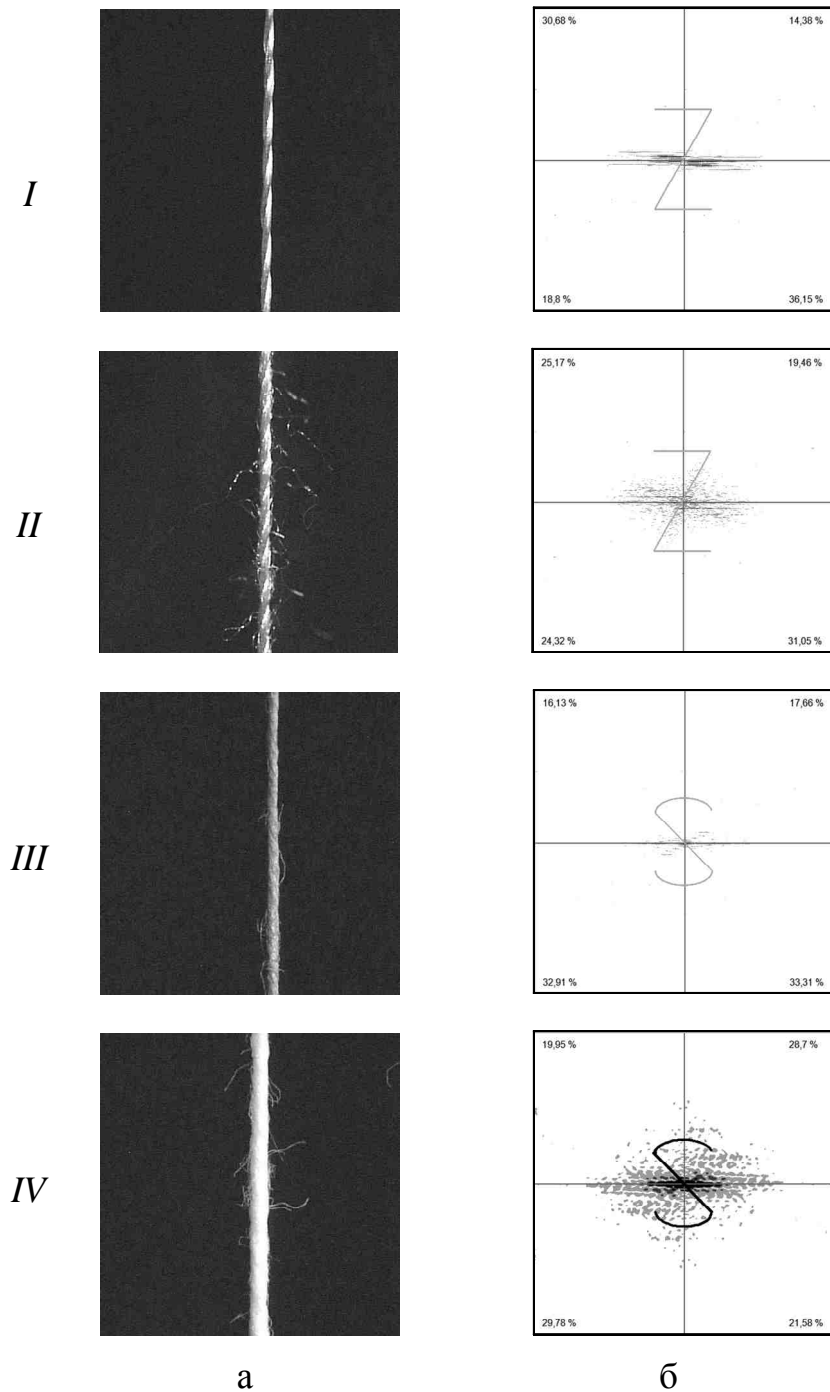 30,68 % 14,38 %
I
18,8 % 36,15 %
25,17 % 19,46 %
II
24,32 % 31,05 %
16,13 % 17,66 %
III
32,91 % 33,31 %
19,95 % 28,7 %
IV
29,78 % 21,58 %
а б